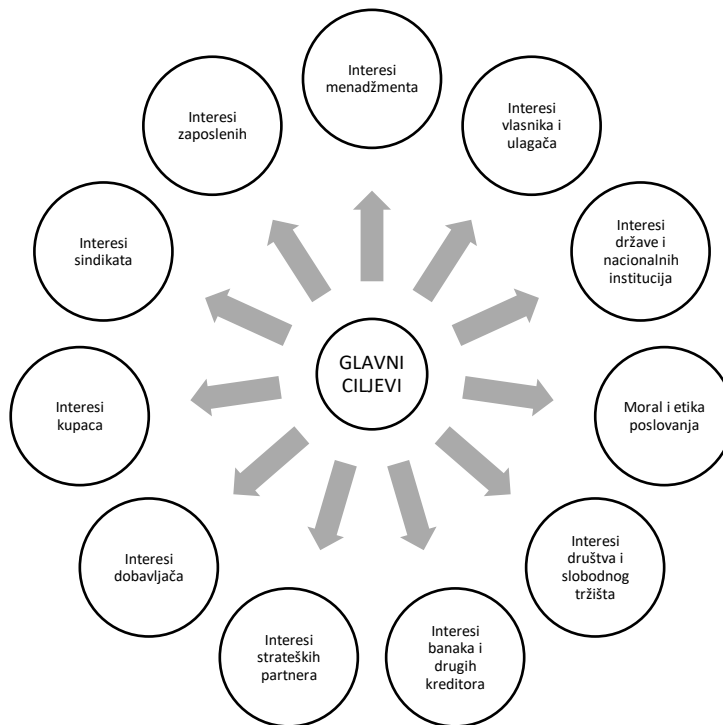 Interesi
menadžmenta
Interesi
vlasnika i
ulagača
Interesi
države i
nacionalnih
institucija
Moral i etika
poslovanja
Interesi
društva i
slobodnog
tržišta
Interesi
banaka i
drugih
kreditora
Interesi
strateških
partnera
Interesi
dobavljača
Interesi
kupaca
Interesi
sindikata
Interesi
zaposlenih
GLAVNI
CILJEVI